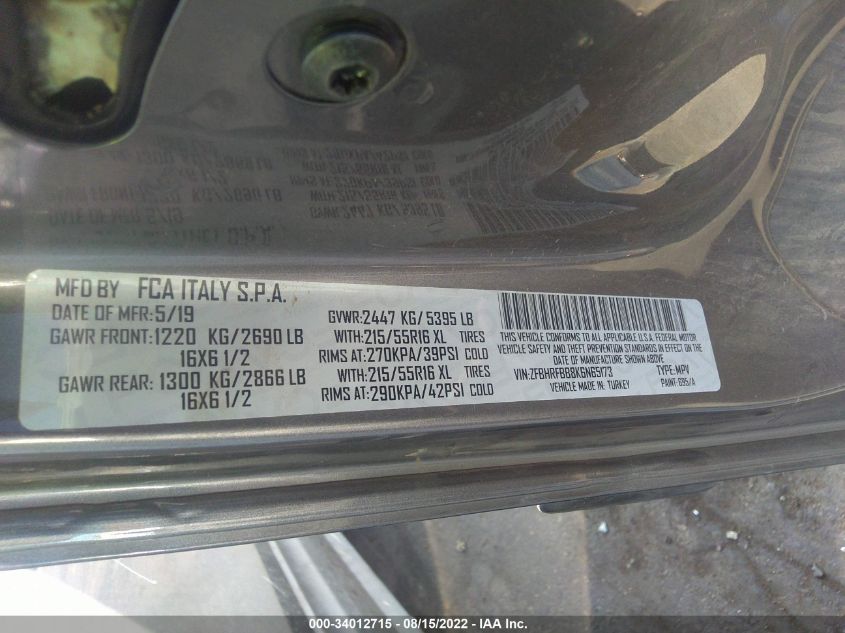 MFD BY FCA ITALY S.P.A.
DATE OF MFR:5/19
GAWR FRONT:1220 KG/2690 LB
16X6 1/2
GAWR REAR: 1300 KG/2866 LB
16X6 1/2
GVWR:2447 KG/ 5395 LB
WITH:215/55R16 XL TIRES
RIMS AT:270KPA/39PSI COLD
WITH:215/55R16 XL TIRES
RIMS AT:290KPA/42PSI COLD
THIS VEHICLE CONFORMS TO ALL APPLICABLE U.S.A. FEDERAL MOTOR
VEHICLE SAFETY BUMPER, AND THEFT PREVENTION STANDARDS IN EFFECT ON THE
DATE OF MANUFACTURE SHOWN ABOVE
VIN:ZFBHRFBB8K6N65173 TYPE:MPV
VEHICLE MADE IN: TURKEY PAINT: 695/A
000-34012715 - 08/15/2022 - IAA Inc.